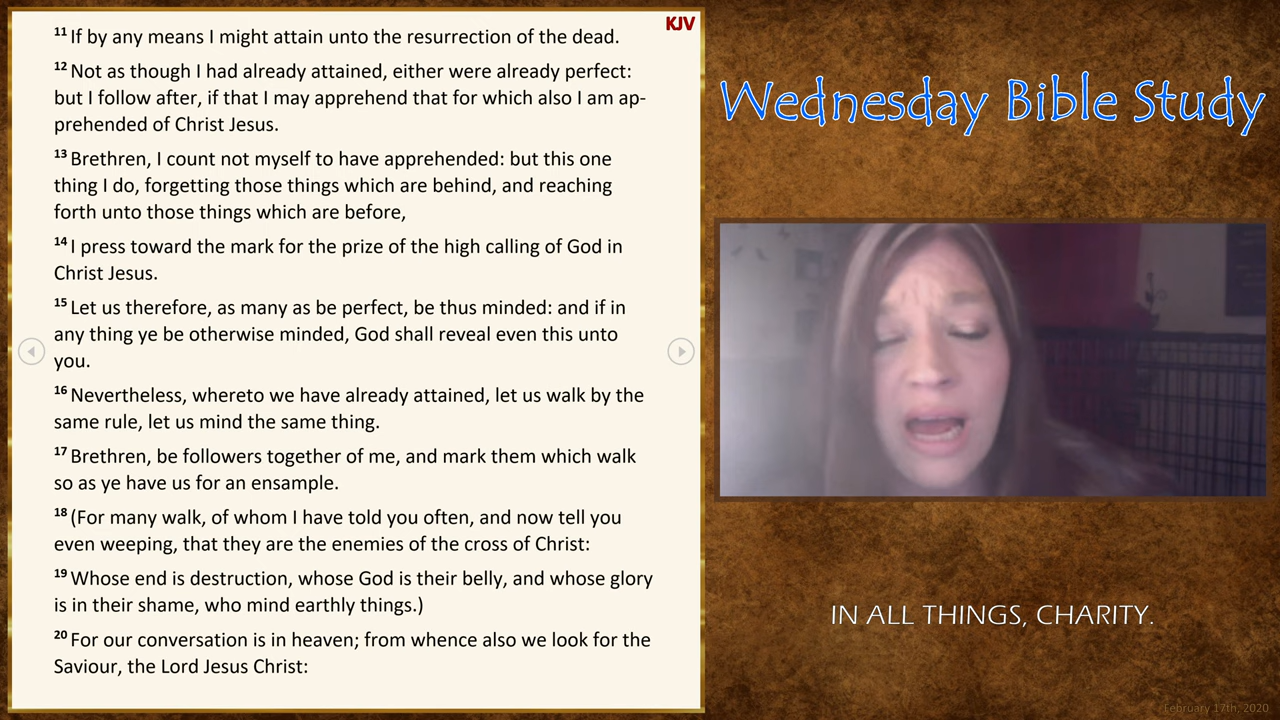 KJV
11 If by any means I might attain unto the resurrection of the dead.
12 Not as though I had already attained, either were already perfect:
but I follow after, if that I may apprehend that for which also I am ap-
prehended of Christ Jesus.
13 Brethren, I count not myself to have apprehended: but this one
thing I do, forgetting those things which are behind, and reaching
forth unto those things which are before,
14 I press toward the mark for the prize of the high calling of God in
Christ Jesus.
15 Let us therefore, as many as be perfect, be thus minded: and if in
any thing ye be otherwise minded, God shall reveal even this unto
you.
16 Nevertheless, whereto we have already attained, let us walk by the
same rule, let us mind the same thing.
17 Brethren, be followers together of me, and mark them which walk
so as ye have us for an ensample.
18 (For many walk, of whom I have told you often, and now tell you
even weeping, that they are the enemies of the cross of Christ:
19 Whose end is destruction, whose God is their belly, and whose glory
is in their shame, who mind earthly things.)
20 For our conversation is in heaven; from whence also we look for the
Saviour, the Lord Jesus Christ:
Wednesday Bible Study
IN ALL THINGS, CHARITY.
February 17th, 2020